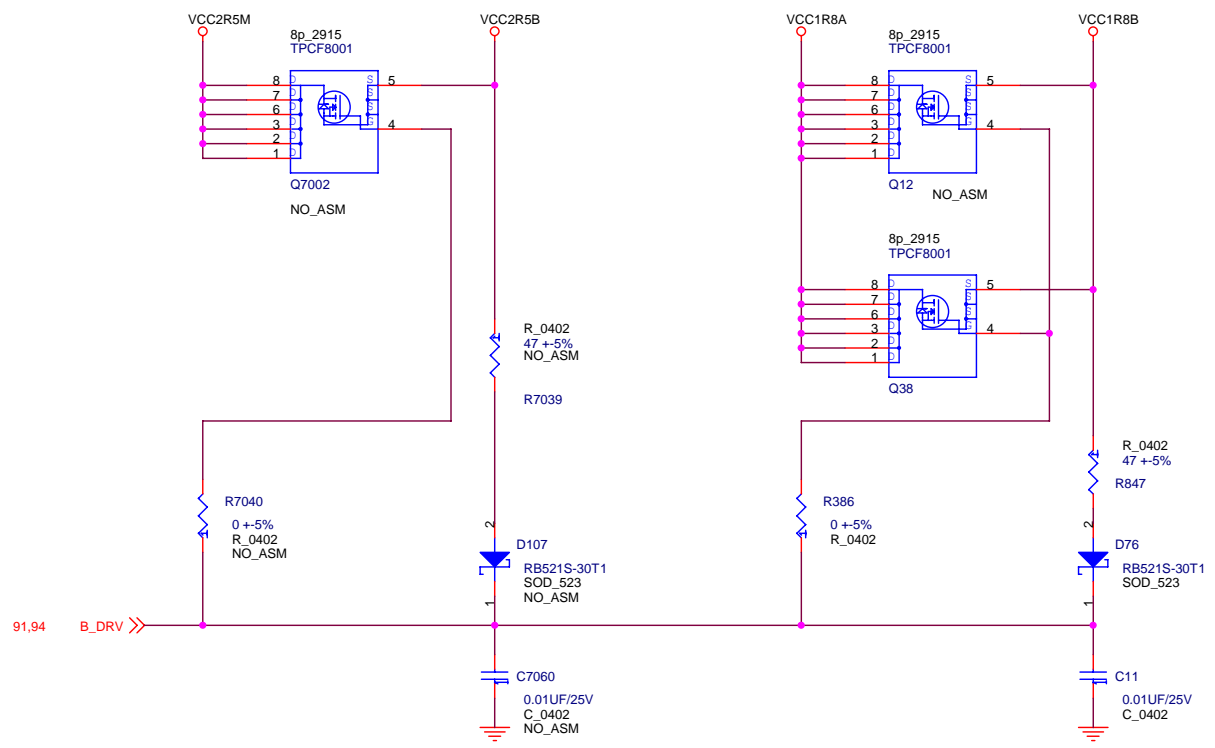 VCC2R5M
VCC2R5B
VCC1R8A
VCC1R8B
8p_2915
TPCF8001
8
7
6
3
2
1
D
D
D
D
D
D
S
S
S
G
5
4
Q7002
NO_ASM
8p_2915
TPCF8001
8
7
6
3
2
1
D
D
D
D
D
D
S
S
S
G
5
4
Q12
NO_ASM
8p_2915
TPCF8001
8
7
6
3
2
1
D
D
D
D
D
D
S
S
S
G
5
4
Q38
R_0402
47 +-5%
NO_ASM
R7039
R_0402
47 +-5%
R847
R7040
0 +-5%
R_0402
NO_ASM
2
D107
RB521S-30T1
SOD_523
NO_ASM
1
R386
0 +-5%
R_0402
2
D76
RB521S-30T1
SOD_523
1
91,94 B_DRV
C7060
0.01UF/25V
C_0402
NO_ASM
C11
0.01UF/25V
C_0402